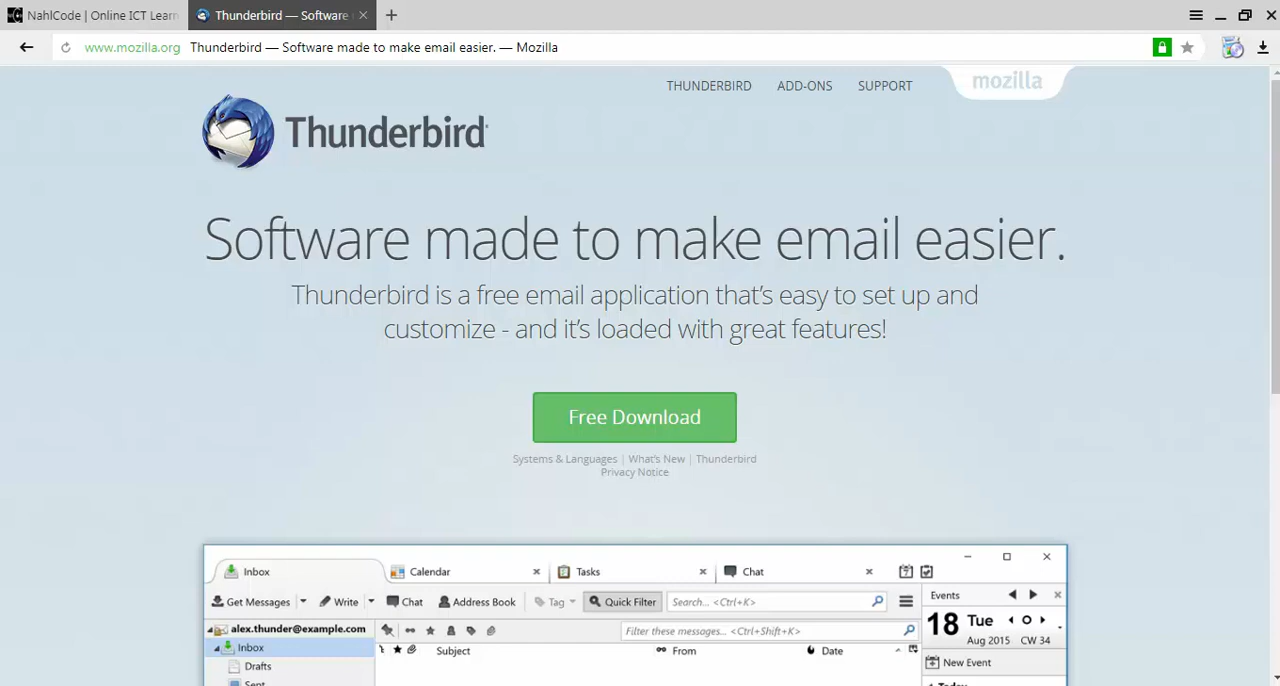 NahlCode | Online ICT Learn
Thunderbird — Software
www.mozilla.org Thunderbird — Software made to make email easier. — Mozilla
THUNDERBIRD ADD-ONS SUPPORT mozilla
Thunderbird
Software made to make email easier.
Thunderbird is a free email application that's easy to set up and
customize - and it's loaded with great features!
Free Download
Systems & Languages | What's New | Thunderbird
Privacy Notice
Inbox Calendar Tasks Chat
Get Messages Write Chat Address Book Tag Quick Filter Search... <Ctrl+K> Events
alex.thunder@example.com Filter these messages... <Ctrl+Shift+K> 18 Tue
Aug 2015 CW 34
Inbox Subject From Date
Drafts New Event
Sent Today